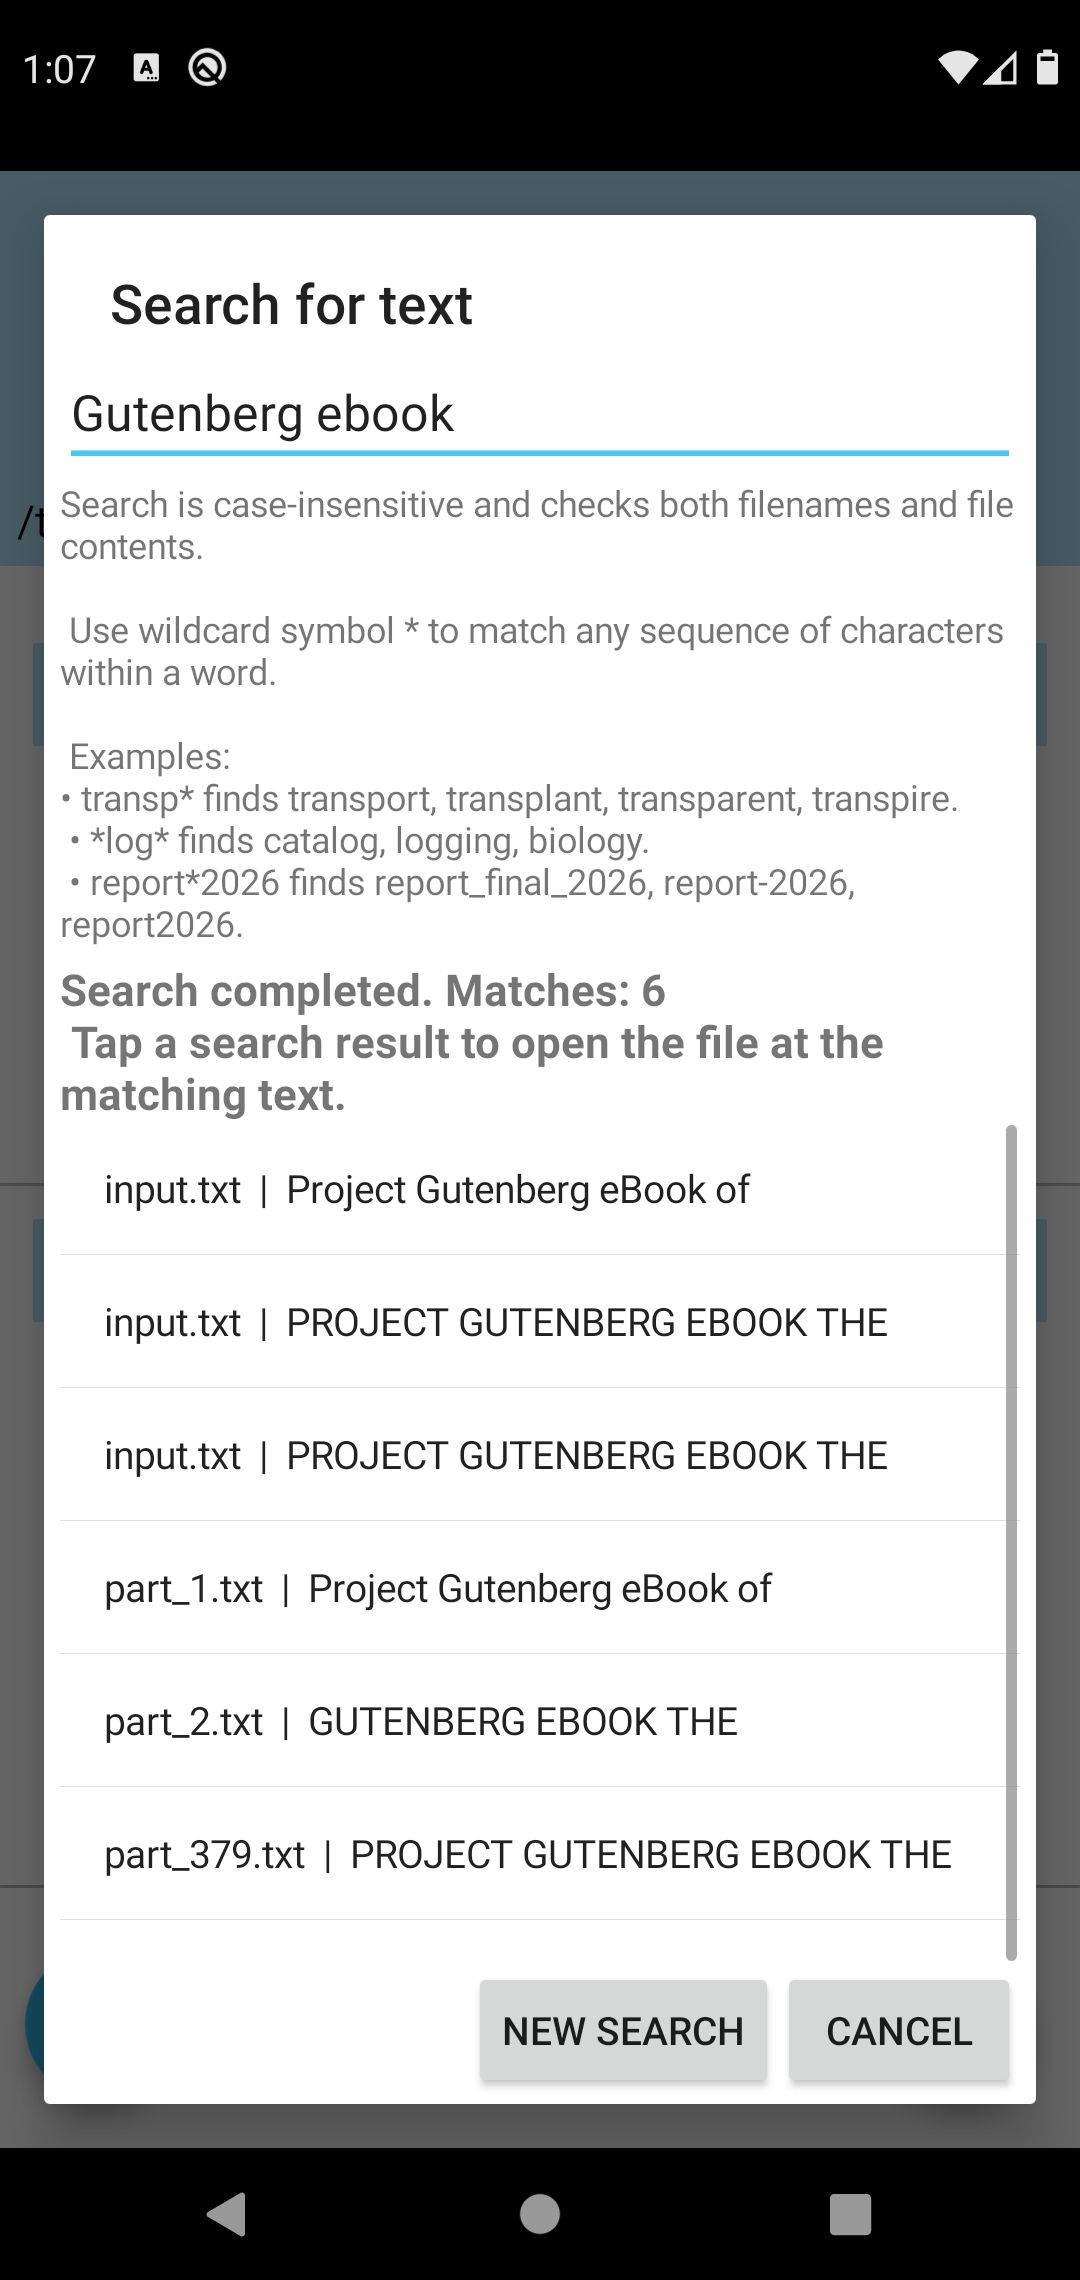 1:07
Search for text
Gutenberg ebook
/t
Search is case-insensitive and checks both filenames and file
contents.
Use wildcard symbol * to match any sequence of characters
within a word.
Examples:
• transp* finds transport, transplant, transparent, transpire.
• *log* finds catalog, logging, biology.
• report*2026 finds report_final_2026, report-2026,
report2026.
Search completed. Matches: 6
Tap a search result to open the file at the
matching text.
input.txt | Project Gutenberg eBook of
input.txt | PROJECT GUTENBERG EBOOK THE
input.txt | PROJECT GUTENBERG EBOOK THE
part_1.txt | Project Gutenberg eBook of
part_2.txt | GUTENBERG EBOOK THE
part_379.txt | PROJECT GUTENBERG EBOOK THE
NEW SEARCH CANCEL